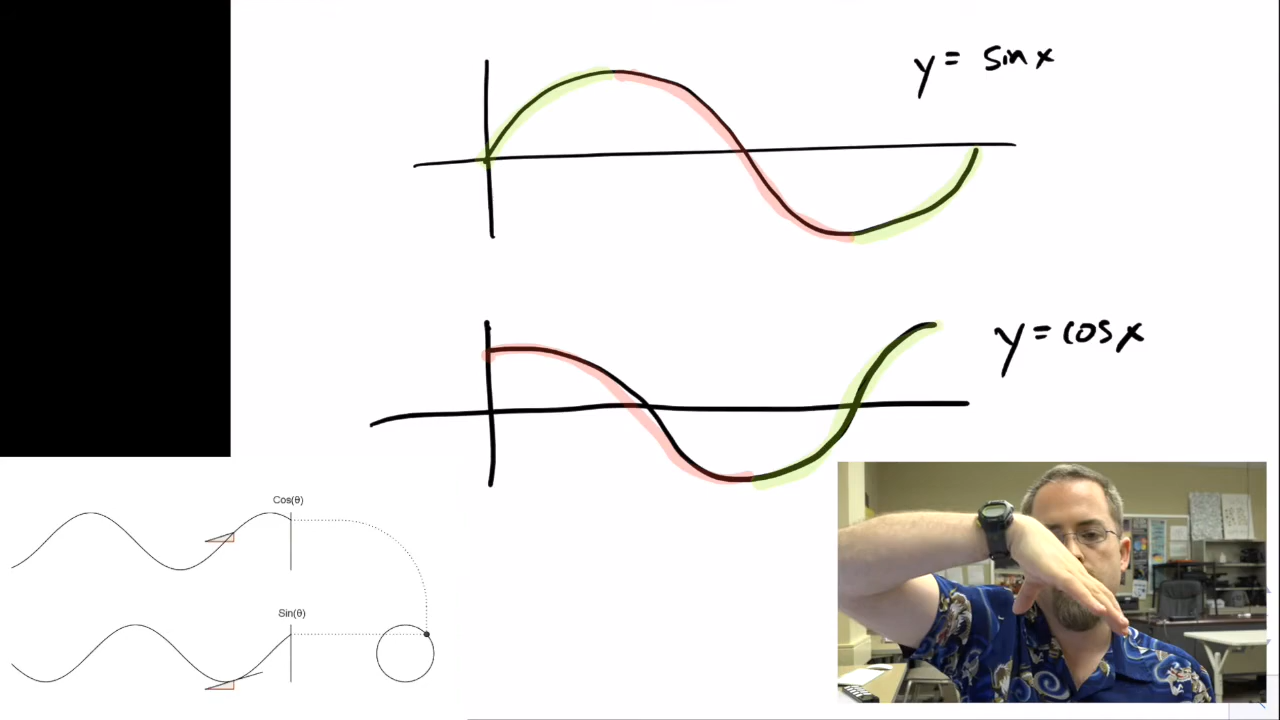 y = sin x
y = cos x
Cos(θ)
Sin(θ)